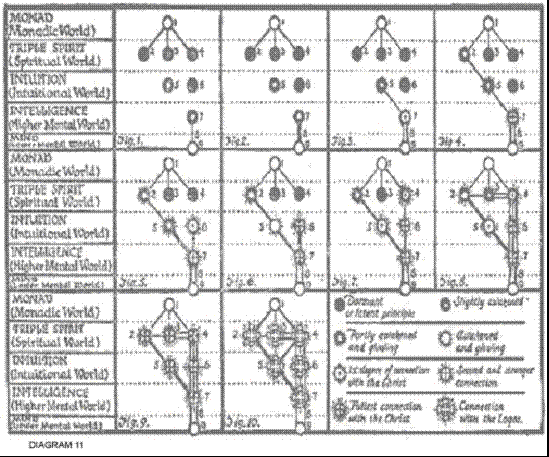 MONAD
(Monadic World)
TRIPLE SPIRIT
(Spiritual World)
INTUITION
(Intuitional World)
INTELLIGENCE
(Higher Mental World)
MIND
(Lower Mental World)
1
2 3 4
5 6
7
8
9
Fig. 1.
Fig. 2.
Fig. 3.
Fig 4.
MONAD
(Monadic World)
TRIPLE SPIRIT
(Spiritual World)
INTUITION
(Intuitional World)
INTELLIGENCE
(Higher Mental World)
MIND
(Lower Mental World)
Fig. 5.
Fig. 6.
Fig. 7.
Fig. 8.
MONAD
(Monadic World)
TRIPLE SPIRIT
(Spiritual World)
INTUITION
(Intuitional World)
INTELLIGENCE
(Higher Mental World)
MIND
(Lower Mental World)
Fig. 9.
Fig. 10.
Dormant
or latent principle
Slightly awakened
Partly awakened
and glowing
Awakened
and glowing
1st degree of connection
with the Christ
Second and stronger
connection
Fullest connection
with the Christ
Connection
with the Logos.
DIAGRAM 11